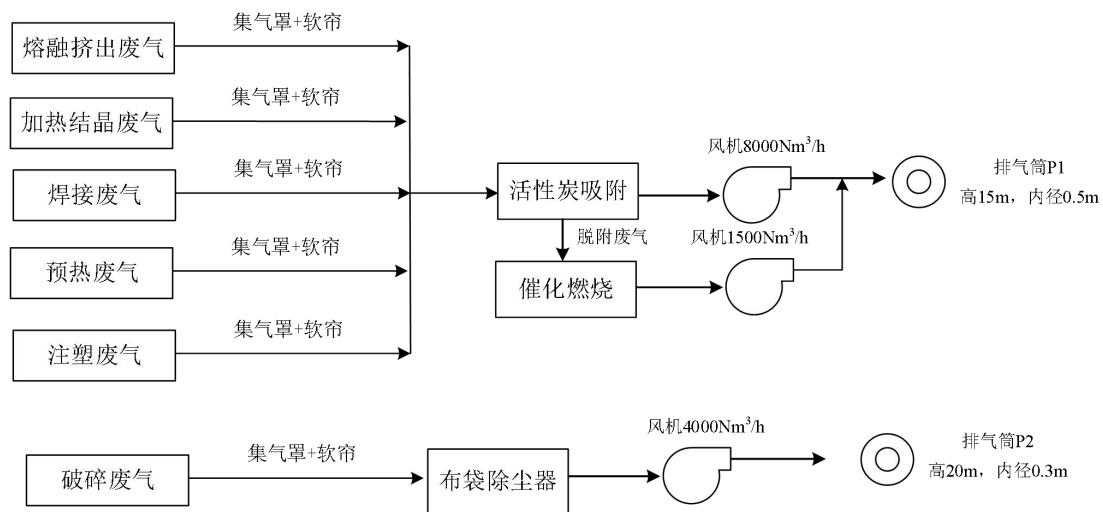 熔融挤出废气
集气罩+软帘
加热结晶废气
集气罩+软帘
焊接废气
集气罩+软帘
预热废气
集气罩+软帘
注塑废气
集气罩+软帘
活性炭吸附
脱附废气
催化燃烧
风机8000Nm³/h
风机1500Nm³/h
排气筒P1
高15m，内径0.5m
破碎废气
集气罩+软帘
布袋除尘器
风机4000Nm³/h
排气筒P2
高20m，内径0.3m